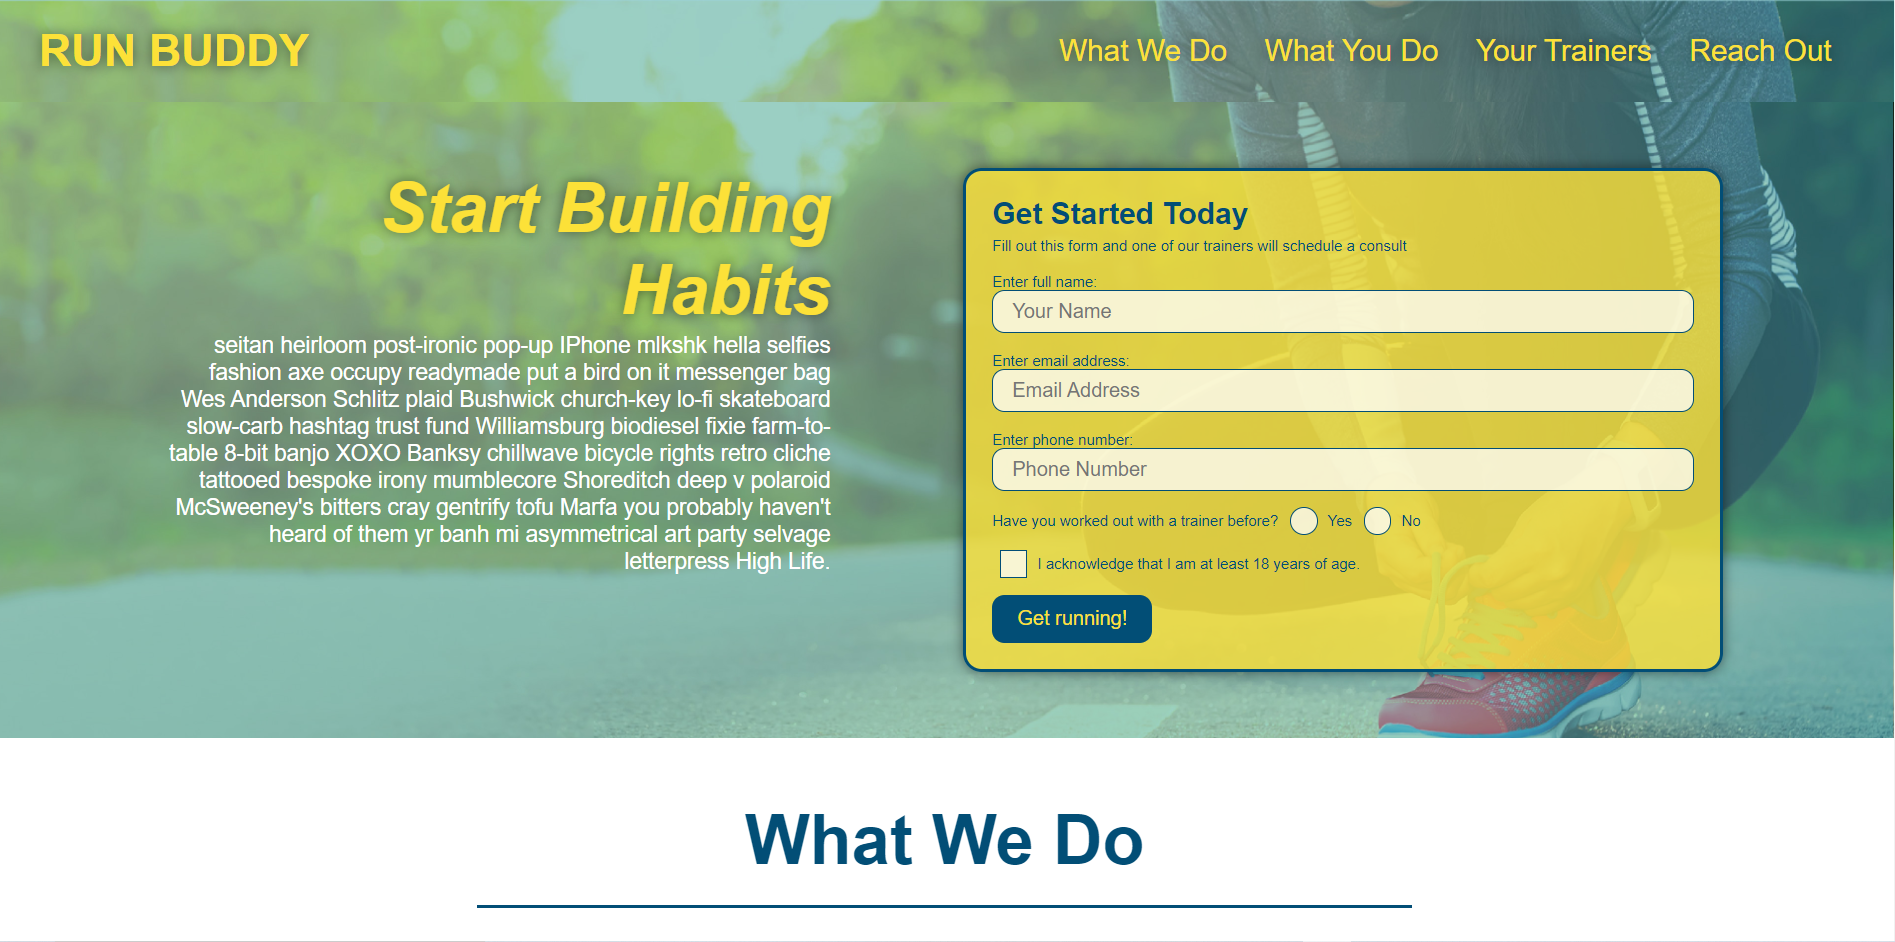 RUN BUDDY
What We Do
What You Do
Your Trainers
Reach Out
Start Building
Habits
seitan heirloom post-ironic pop-up IPhone mlkshk hella selfies
fashion axe occupy readymade put a bird on it messenger bag
Wes Anderson Schlitz plaid Bushwick church-key lo-fi skateboard
slow-carb hashtag trust fund Williamsburg biodiesel fixie farm-to-
table 8-bit banjo XOXO Banksy chillwave bicycle rights retro cliche
tattooed bespoke irony mumblecore Shoreditch deep v polaroid
McSweeney's bitters cray gentrify tofu Marfa you probably haven't
heard of them yr banh mi asymmetrical art party selvage
letterpress High Life.
Get Started Today
Fill out this form and one of our trainers will schedule a consult
Enter full name:
Your Name
Enter email address:
Email Address
Enter phone number:
Phone Number
Have you worked out with a trainer before? Yes No
I acknowledge that I am at least 18 years of age.
Get running!
What We Do